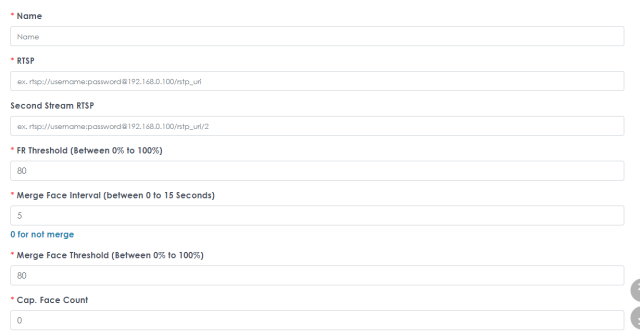 * Name
Name
* RTSP
ex. rtsp://username:password@192.168.0.100/rstp_url
Second Stream RTSP
ex. rtsp://username:password@192.168.0.100/rstp_url/2
* FR Threshold (Between 0% to 100%)
80
* Merge Face Interval (between 0 to 15 Seconds)
5
0 for not merge
* Merge Face Threshold (Between 0% to 100%)
80
* Cap. Face Count
0